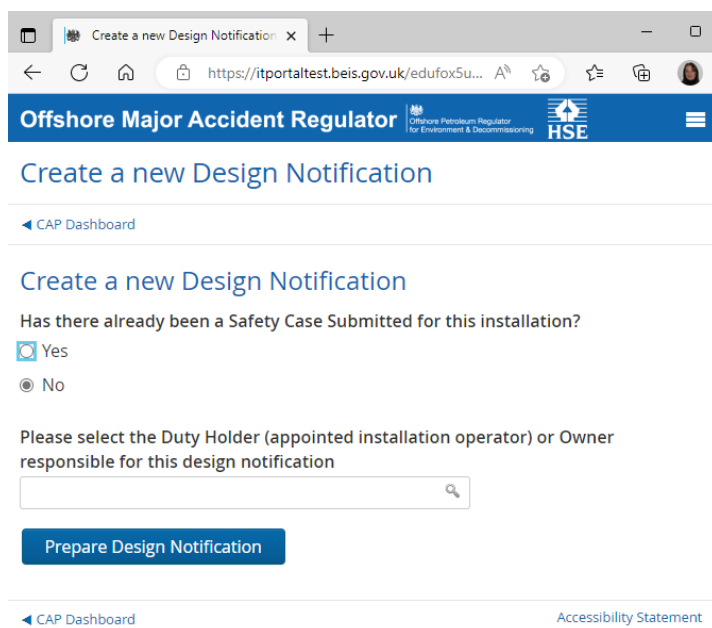 Create a new Design Notification
https://itportaltest.beis.gov.uk/edufox5u...
Offshore Major Accident Regulator
Offshore Petroleum Regulator
for Environment & Decommissioning
HSE
Create a new Design Notification
CAP Dashboard
Create a new Design Notification
Has there already been a Safety Case Submitted for this installation?
Yes
No
Please select the Duty Holder (appointed installation operator) or Owner
responsible for this design notification
Prepare Design Notification
CAP Dashboard
Accessibility Statement